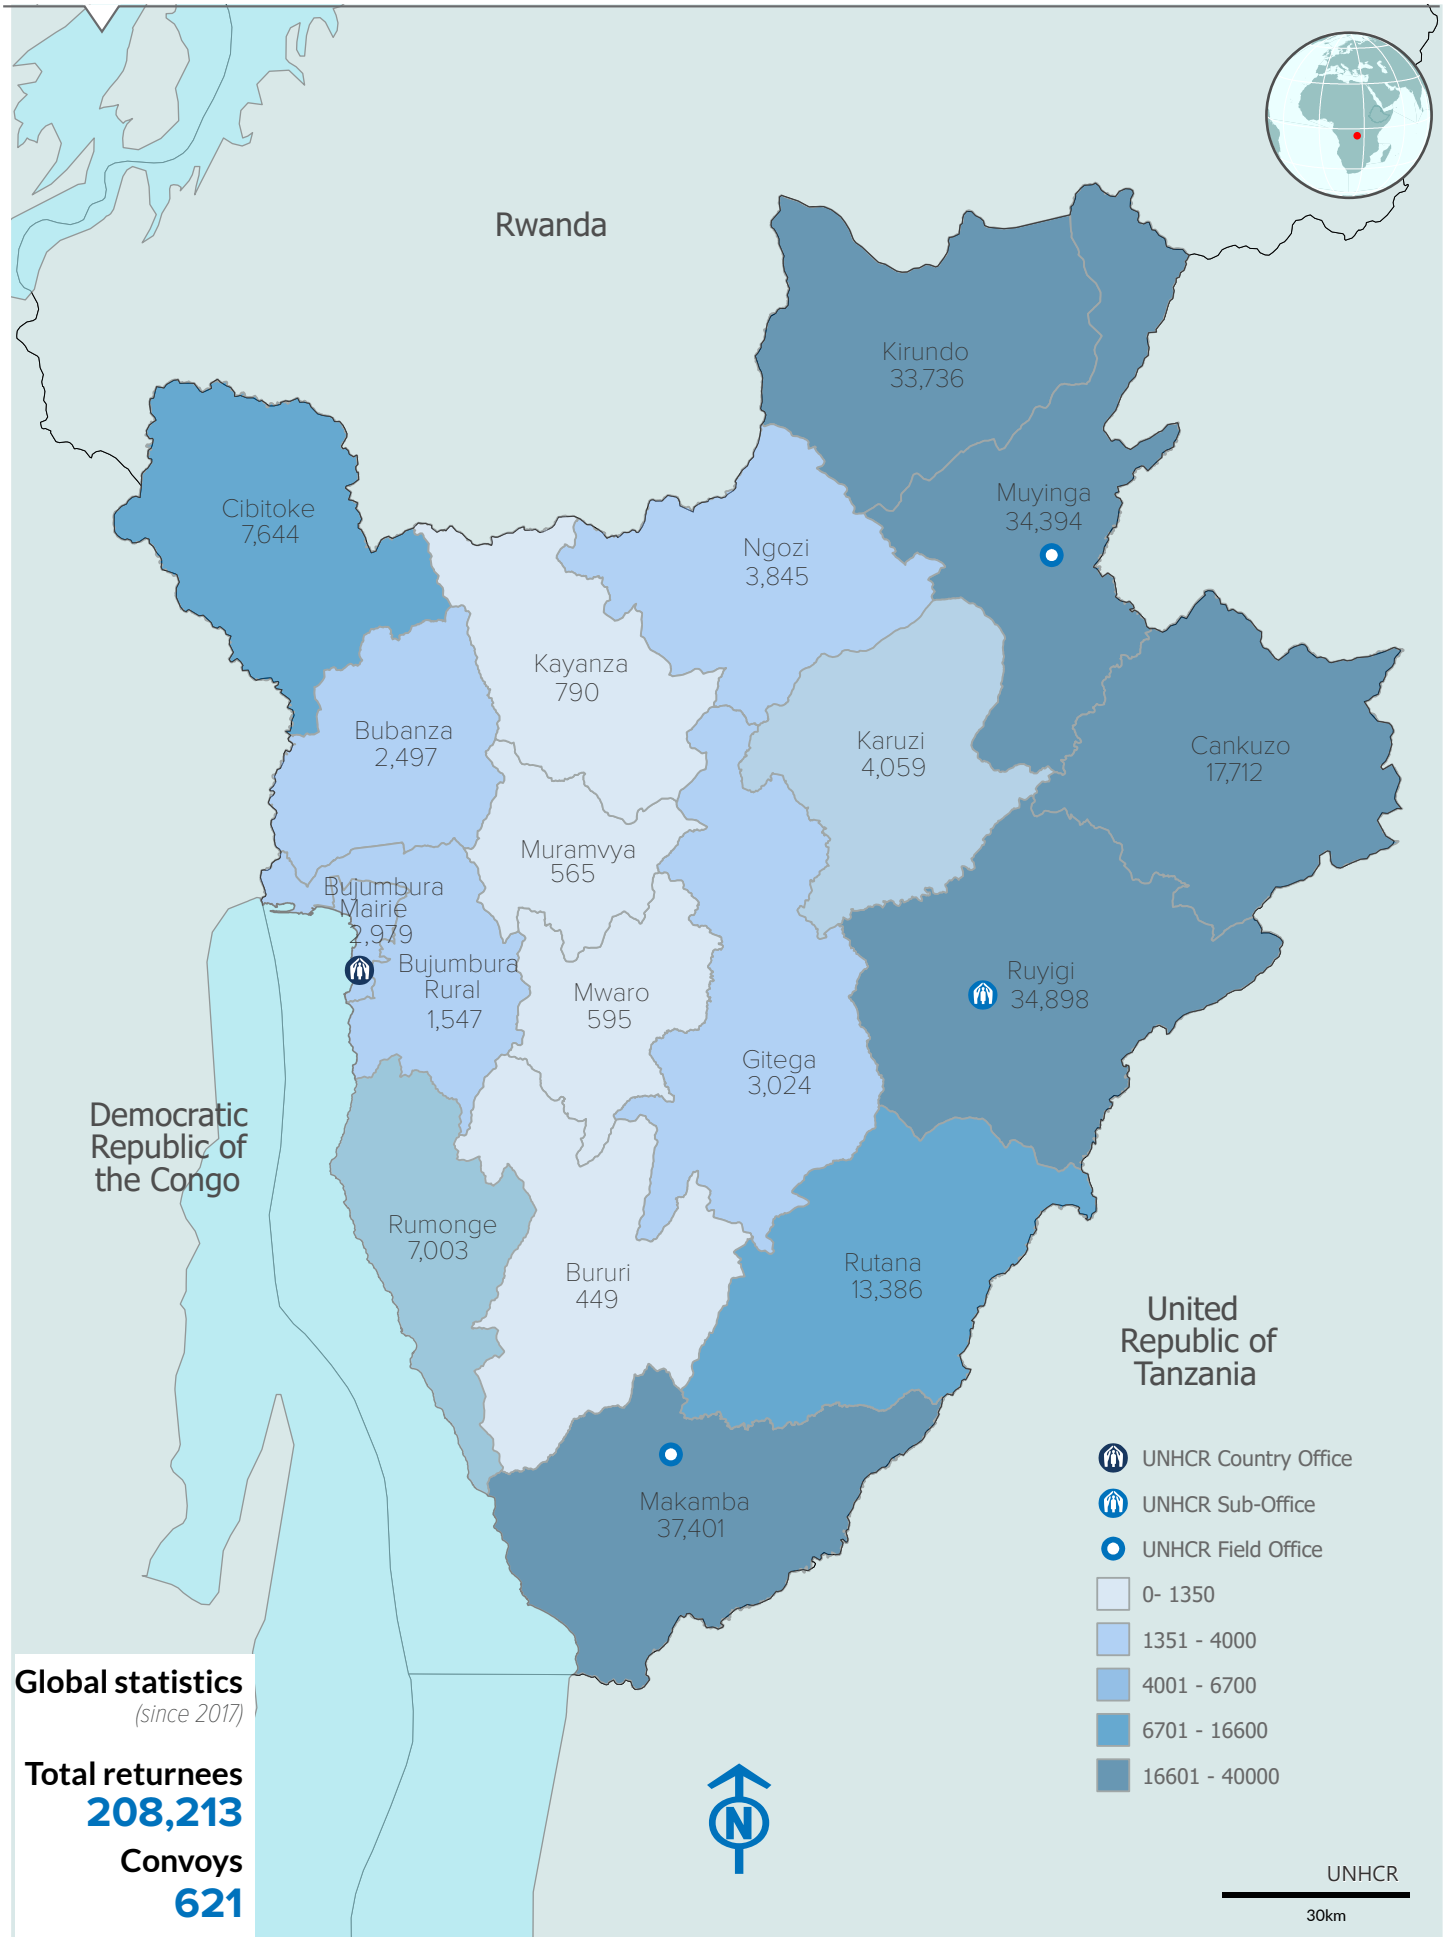 Rwanda
Kirundo
33,736
Muyinga
34,394
Cibitoke
7,644
Ngozi
3,845
Kayanza
790
Bubanza
2,497
Karuzi
4,059
Cankuzo
17,712
Muramvya
565
Bujumbura
Mairie
2,979
Bujumbura
Rural
1,547
Mwaro
595
Ruyigi
34,898
Gitega
3,024
Democratic
Republic of
the Congo
Rumonge
7,003
Bururi
449
Rutana
13,386
United
Republic of
Tanzania
Makamba
37,401
UNHCR Country Office
UNHCR Sub-Office
UNHCR Field Office
0- 1350
1351 - 4000
4001 - 6700
6701 - 16600
16601 - 40000
Global statistics
(since 2017)
Total returnees
208,213
Convoys
621
N
UNHCR
30km